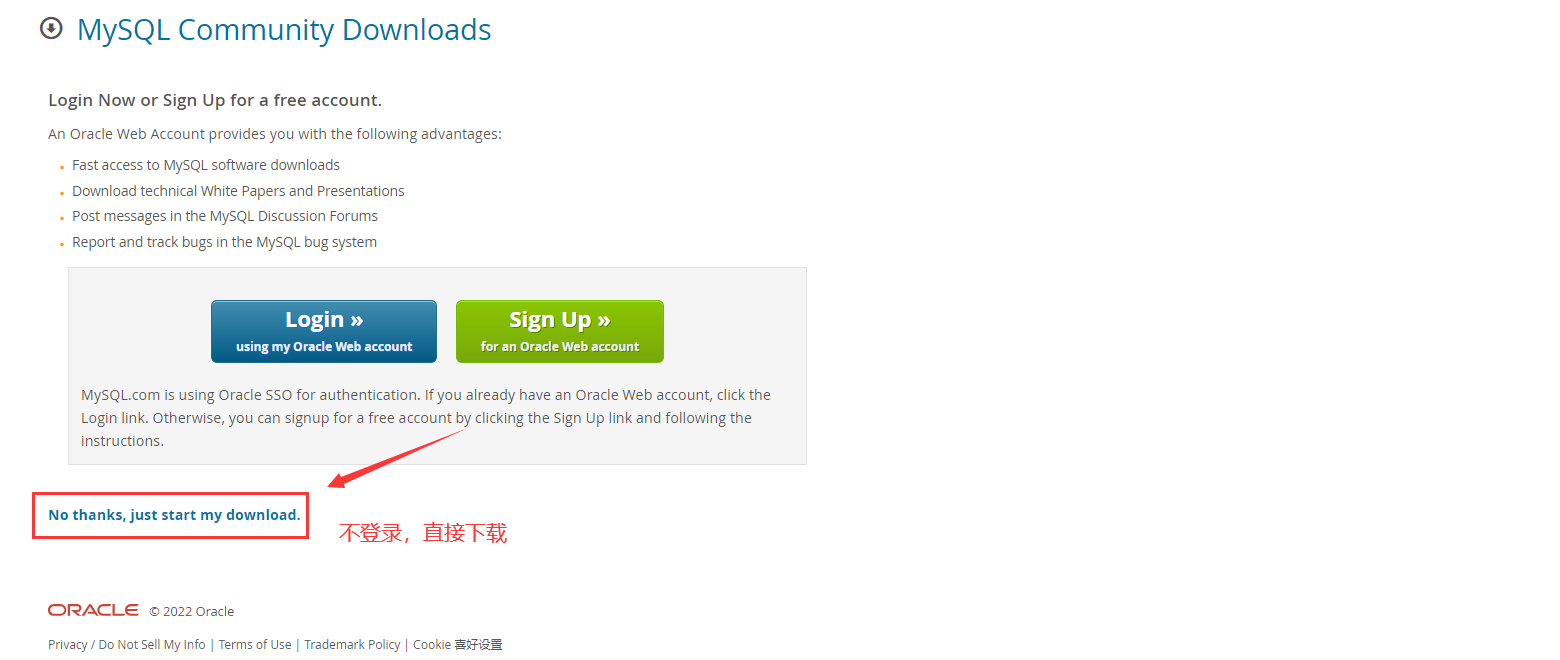 MySQL Community Downloads
Login Now or Sign Up for a free account.
An Oracle Web Account provides you with the following advantages:
Fast access to MySQL software downloads
Download technical White Papers and Presentations
Post messages in the MySQL Discussion Forums
Report and track bugs in the MySQL bug system
Login »
using my Oracle Web account
Sign Up »
for an Oracle Web account
MySQL.com is using Oracle SSO for authentication. If you already have an Oracle Web account, click the
Login link. Otherwise, you can signup for a free account by clicking the Sign Up link and following the
instructions.
No thanks, just start my download.
不登录，直接下载
ORACLE © 2022 Oracle
Privacy / Do Not Sell My Info | Terms of Use | Trademark Policy | Cookie 喜好设置